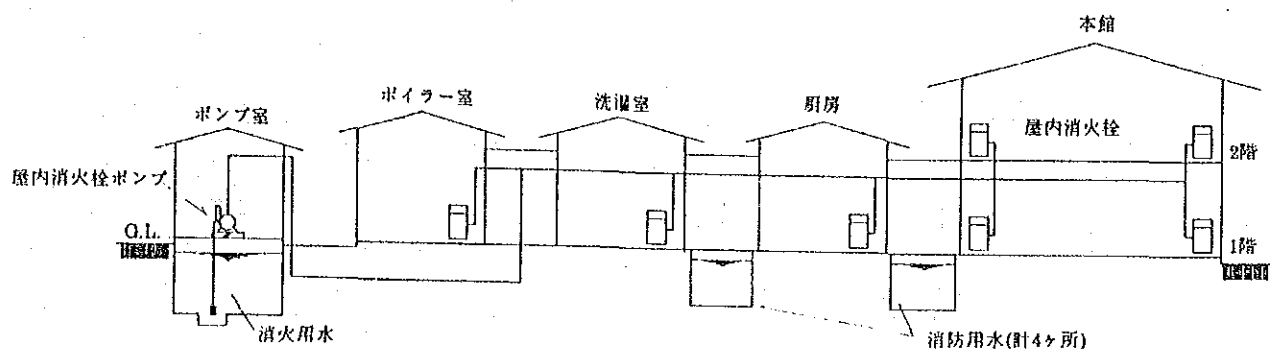 本館
ボイラー室
洗濯室
厨房
ポンプ室
屋内消火栓
2階
屋内消火栓ポンプ
G.L.
1階
消火用水
消防用水(計4ヶ所)